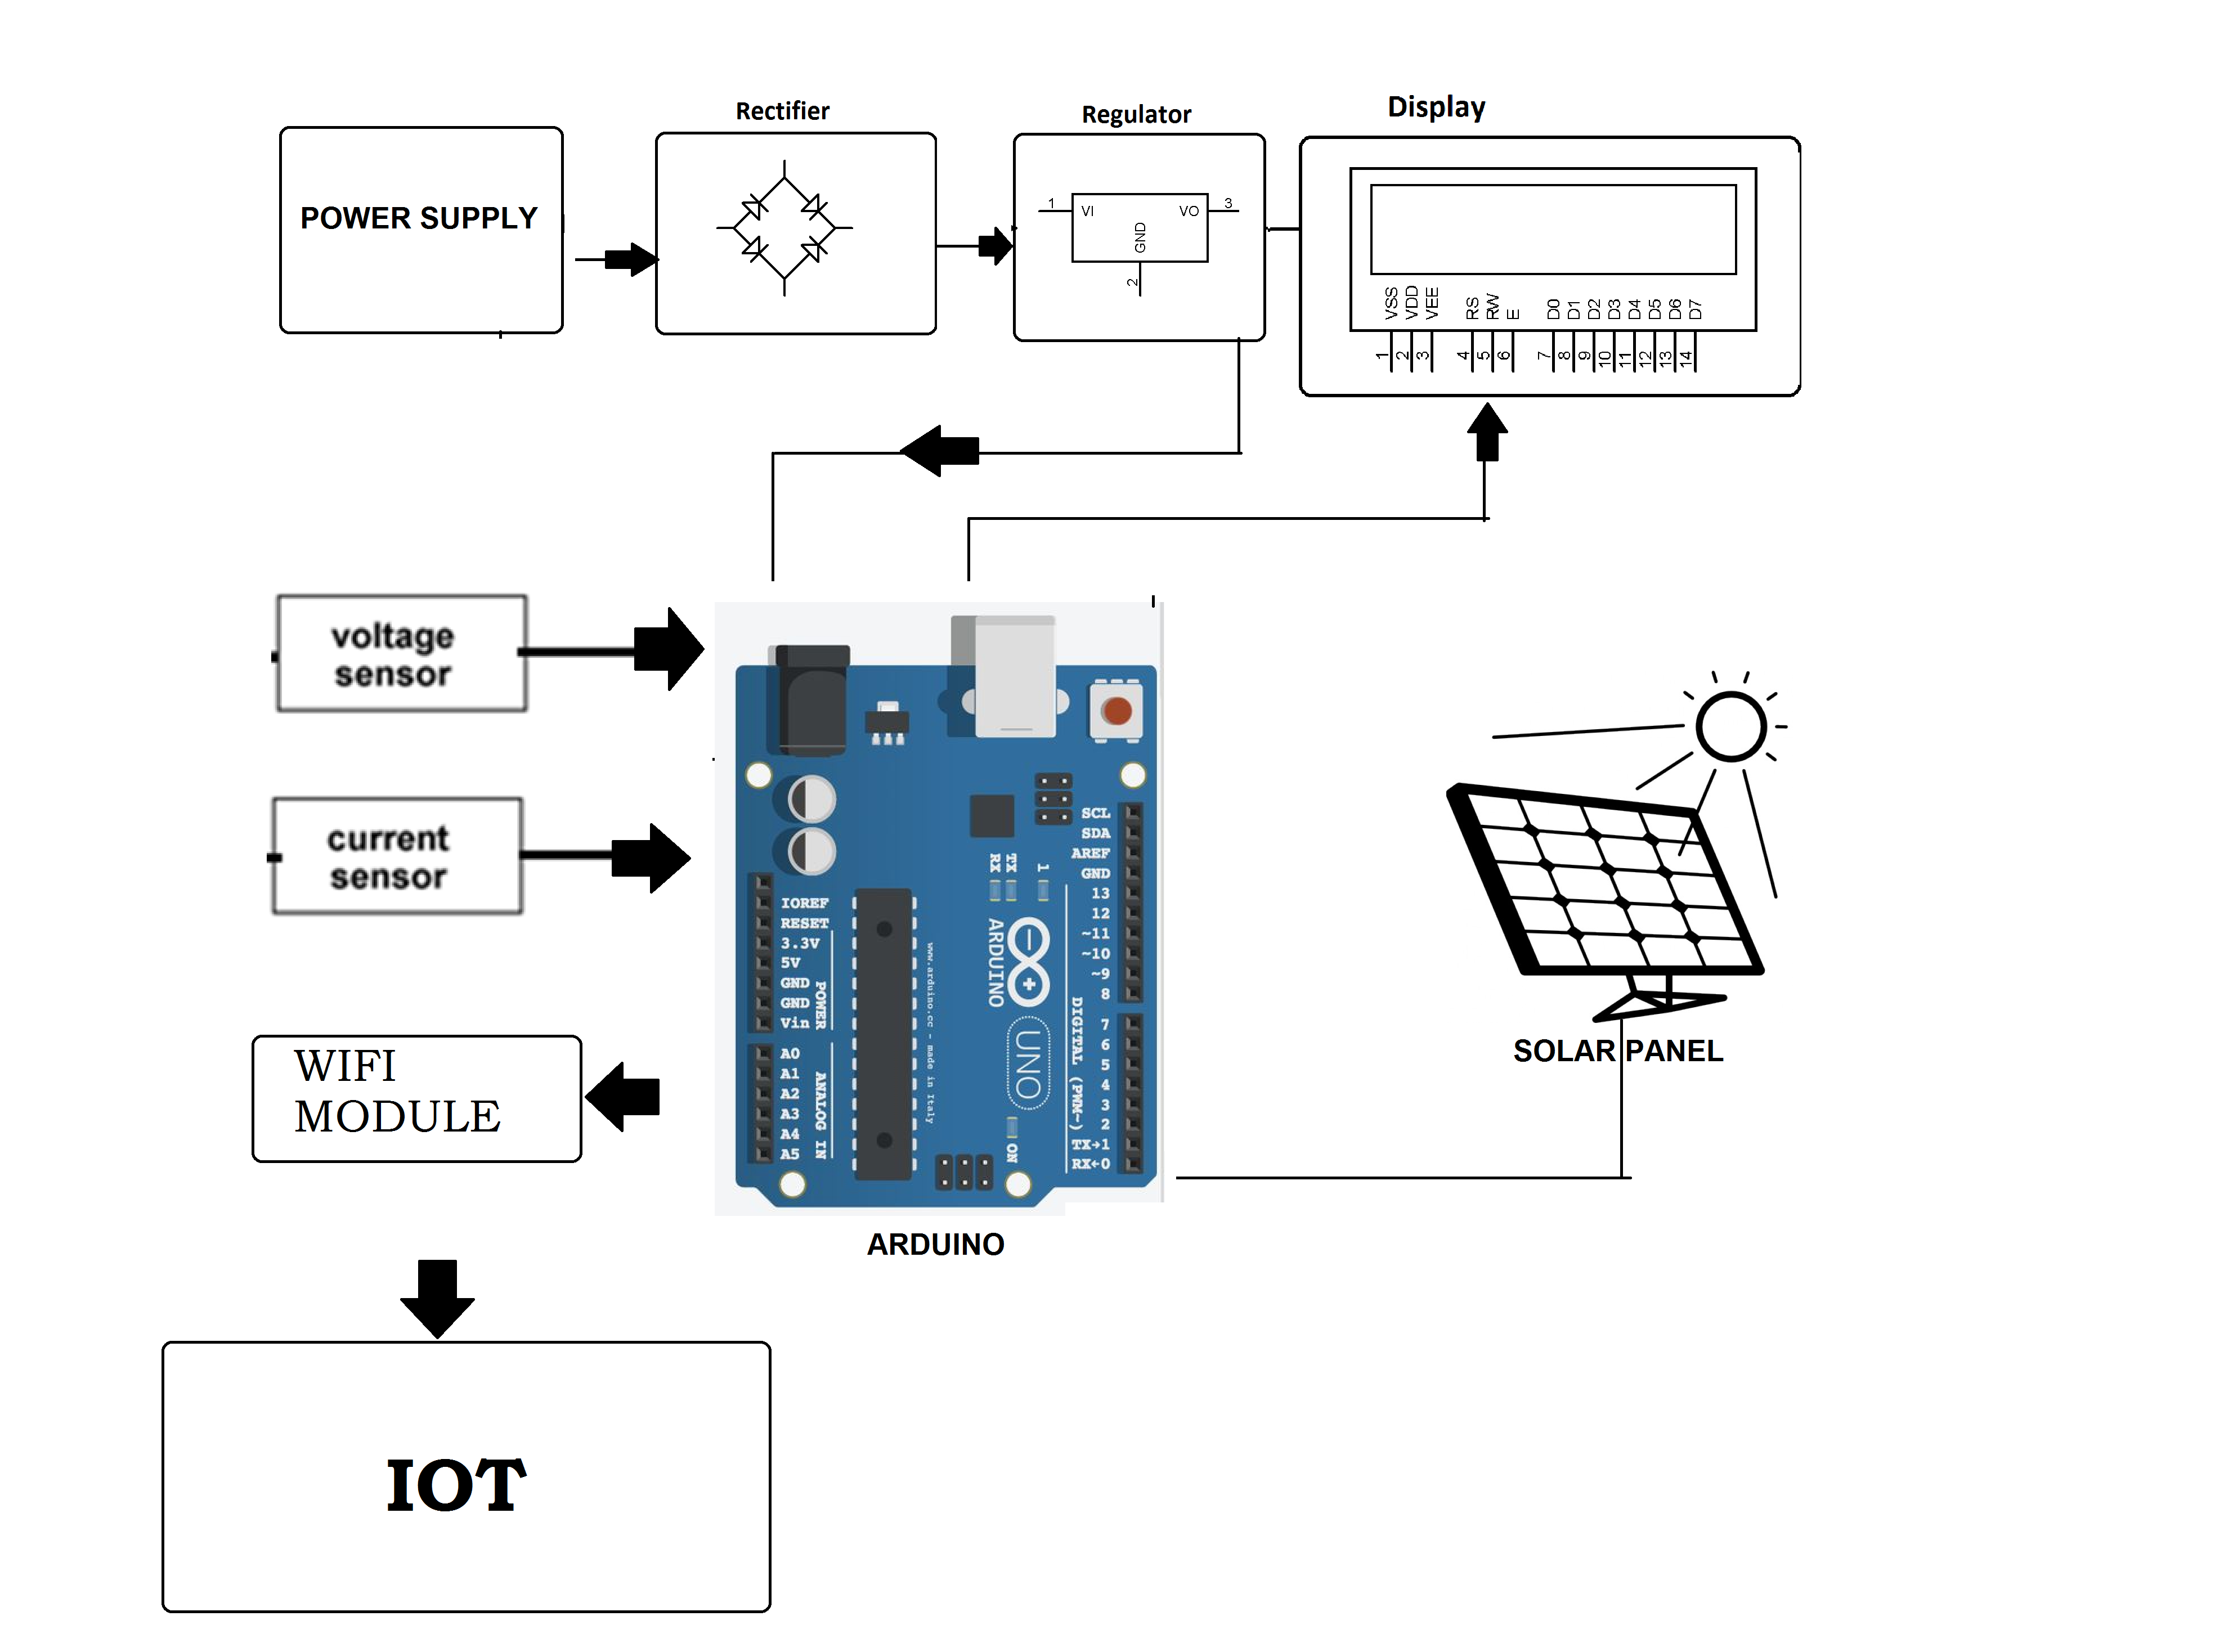 Rectifier
Regulator
Display
POWER SUPPLY
1
VI
VO
3
GND
2
VSS
VDD
VEE
RS
RW
E
D0
D1
D2
D3
D4
D5
D6
D7
1
2
3
4
5
6
7
8
9
10
11
12
13
14
voltage
sensor
current
sensor
WIFI
MODULE
IOT
SCL
SDA
AREF
GND
13
12
~11
~10
~9
8
7
6
5
4
3
2
TX→1
RX←0
DIGITAL (PWM~)
RX
TX
1
ARDUINO
UNO
ON
www.arduino.cc - made in Italy
IOREF
RESET
3.3V
5V
GND
GND
Vin
POWER
A0
A1
A2
A3
A4
A5
ANALOG IN
ARDUINO
SOLAR PANEL